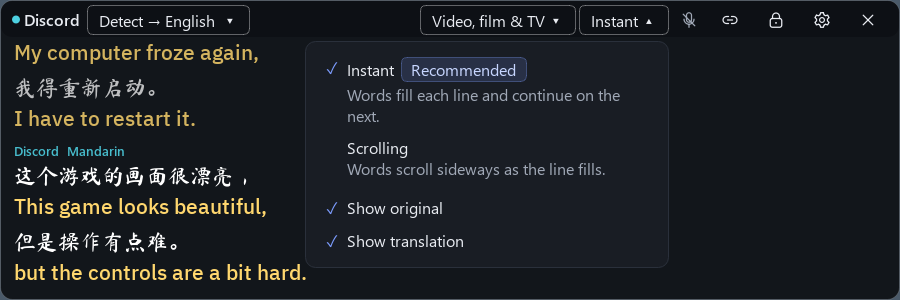 Discord
Detect → English
Video, film & TV
Instant
My computer froze again,
我得重新启动。
I have to restart it.
Discord Mandarin
这个游戏的画面很漂亮，
This game looks beautiful,
但是操作有点难。
but the controls are a bit hard.
Instant Recommended
Words fill each line and continue on the
next.
Scrolling
Words scroll sideways as the line fills.
Show original
Show translation